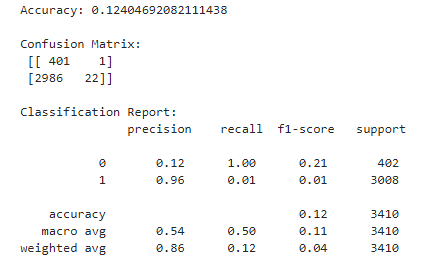 Accuracy: 0.12404692082111438
Confusion Matrix:
[[ 401 1]
[2986 22]]
Classification Report:
precision recall f1-score support
0 0.12 1.00 0.21 402
1 0.96 0.01 0.01 3008
accuracy 0.12 3410
macro avg 0.54 0.50 0.11 3410
weighted avg 0.86 0.12 0.04 3410